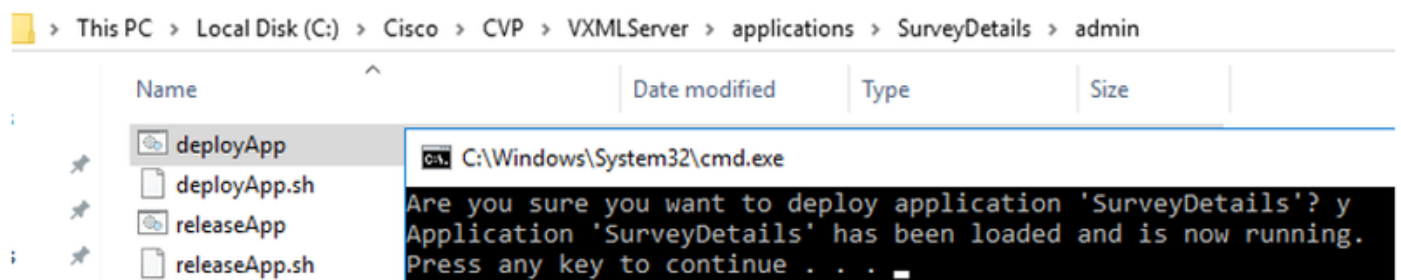 > This PC > Local Disk (C:) > Cisco > CVP > VXMLServer > applications > SurveyDetails > admin
Name Date modified Type Size
deployApp
deployApp.sh
releaseApp
releaseApp.sh
C:\Windows\System32\cmd.exe
Are you sure you want to deploy application 'SurveyDetails'? y
Application 'SurveyDetails' has been loaded and is now running.
Press any key to continue . . .